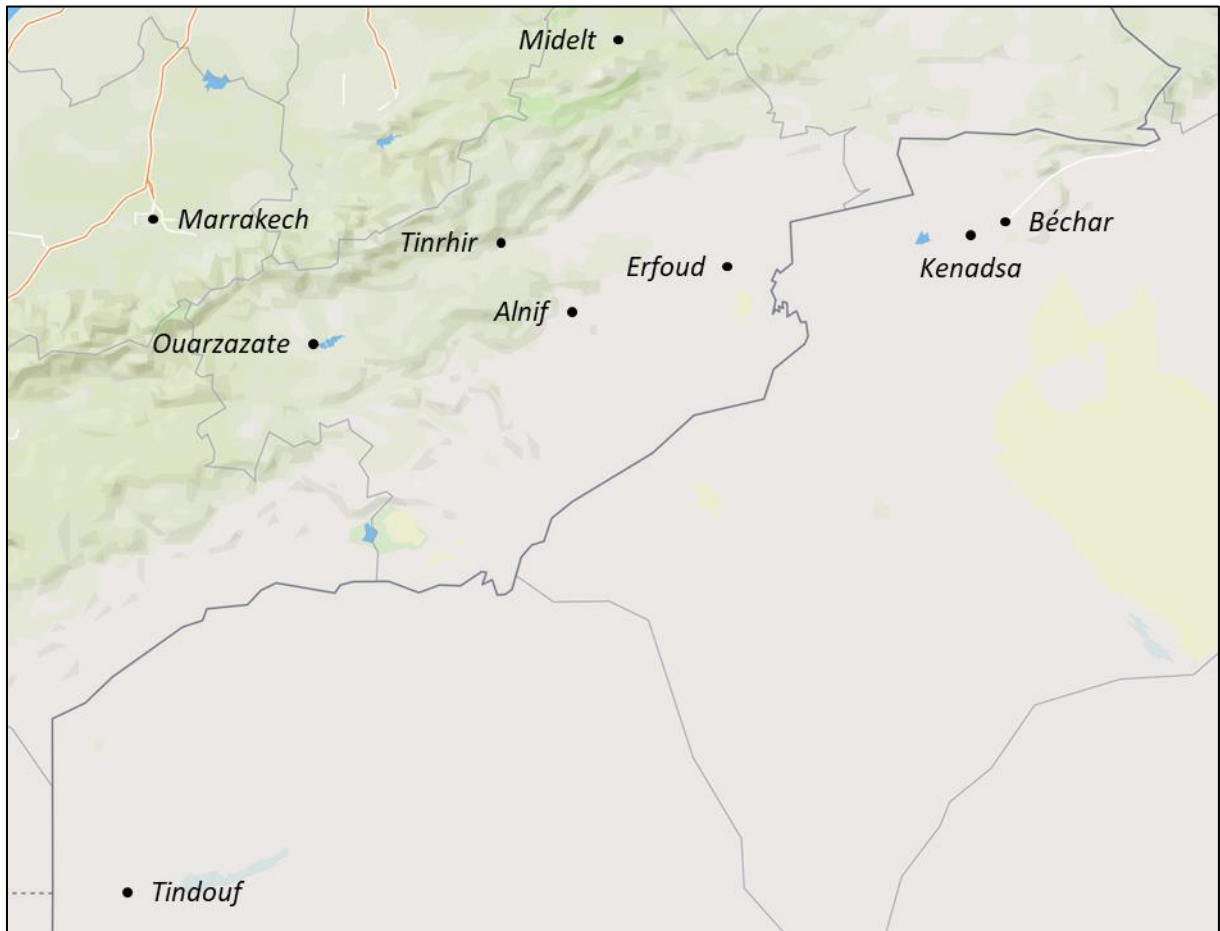 Midelt
Marrakech
Béchar
Tinrhir
Kenadsa
Erfoud
Alnif
Ouarzazate
Tindouf